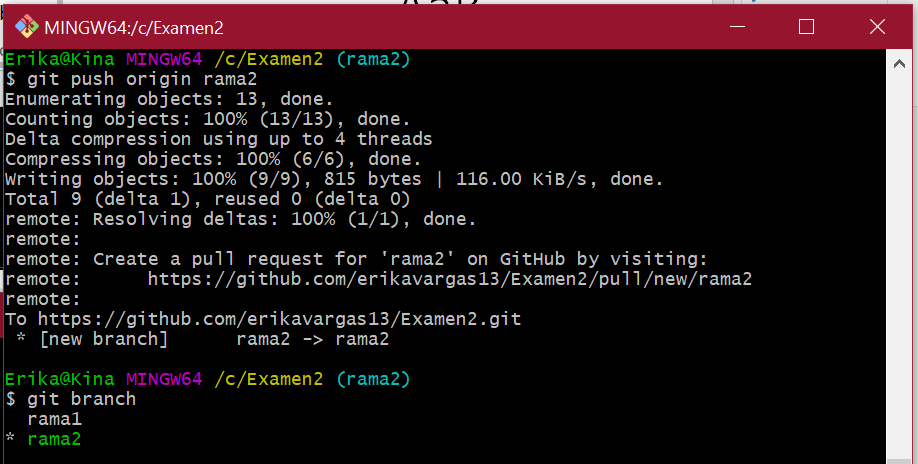 MINGW64:/c/Examen2
Erika@Kina MINGW64 /c/Examen2 (rama2)
$ git push origin rama2
Enumerating objects: 13, done.
Counting objects: 100% (13/13), done.
Delta compression using up to 4 threads
Compressing objects: 100% (6/6), done.
Writing objects: 100% (9/9), 815 bytes | 116.00 KiB/s, done.
Total 9 (delta 1), reused 0 (delta 0)
remote: Resolving deltas: 100% (1/1), done.
remote:
remote: Create a pull request for 'rama2' on GitHub by visiting:
remote:      https://github.com/erikavargas13/Examen2/pull/new/rama2
remote:
To https://github.com/erikavargas13/Examen2.git
 * [new branch]      rama2 -> rama2
Erika@Kina MINGW64 /c/Examen2 (rama2)
$ git branch
  rama1
* rama2